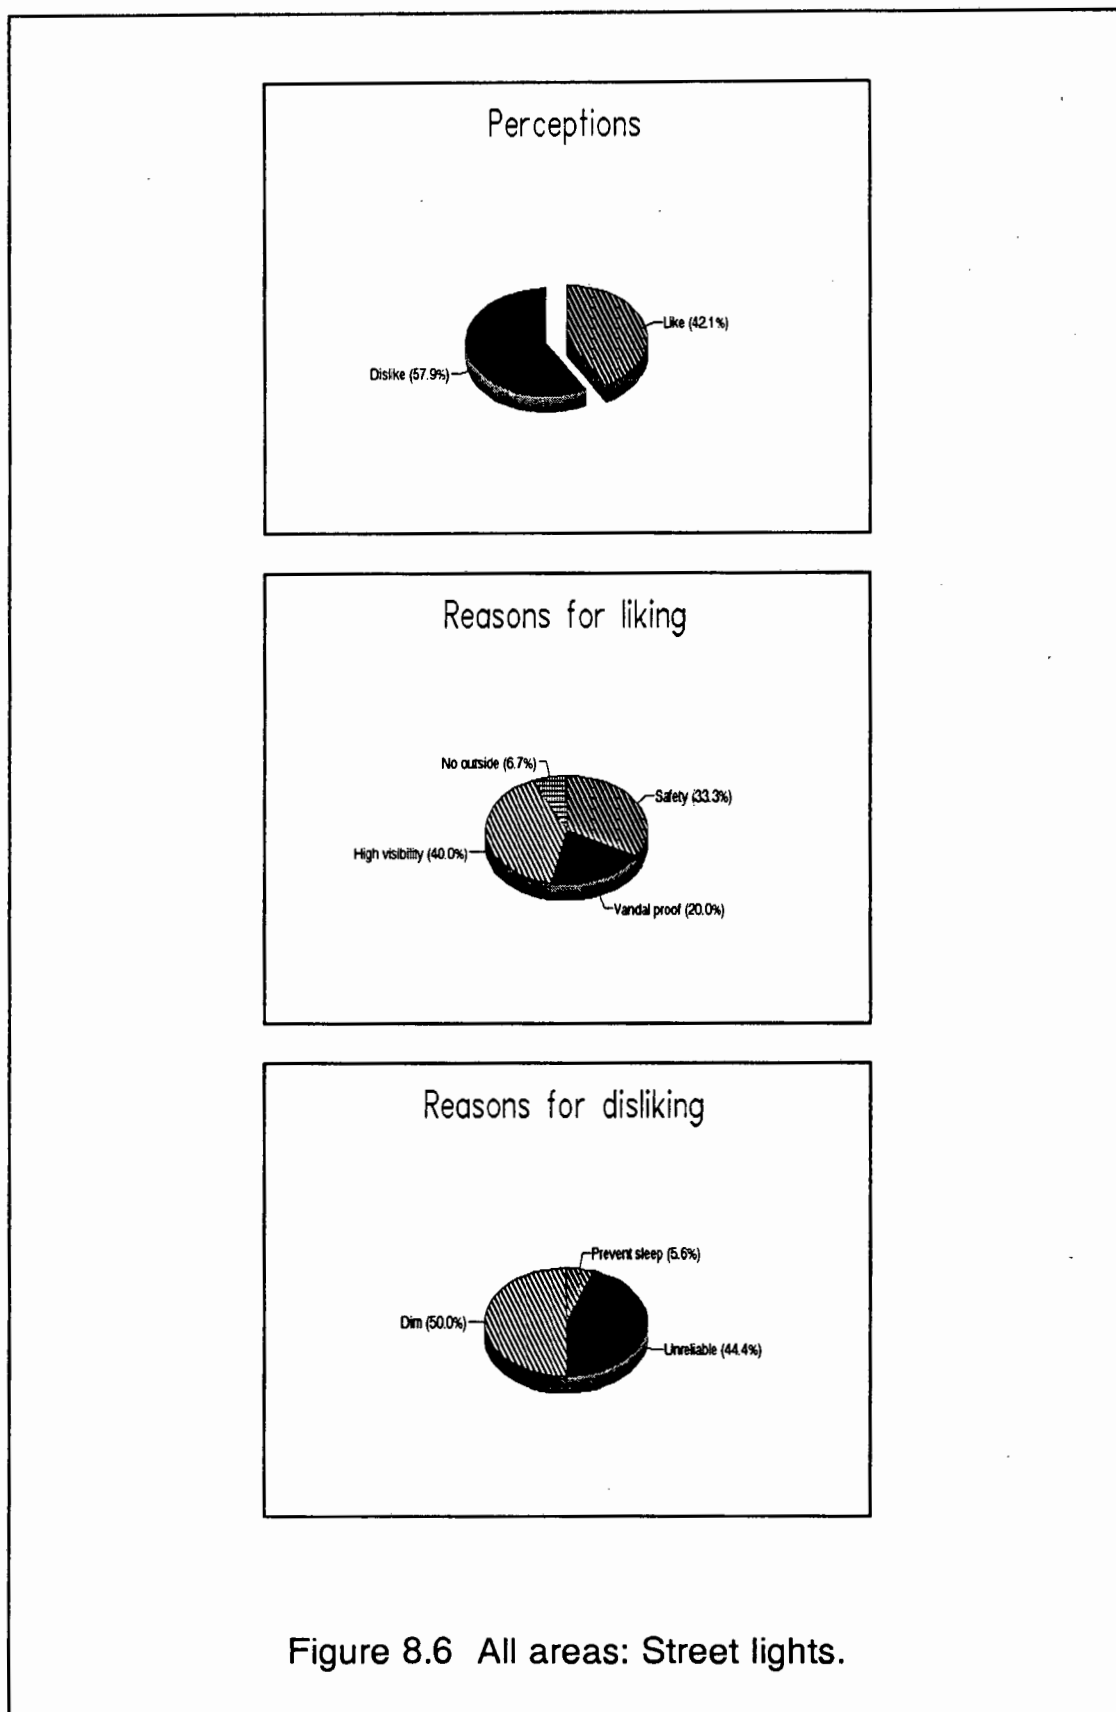 Perceptions
Like (42.1%)
Dislike (57.9%)
Reasons for liking
No outside (6.7%)
Safety (33.3%)
High visibility (40.0%)
Vandal proof (20.0%)
Reasons for disliking
Prevent sleep (5.6%)
Dim (50.0%)
Unreliable (44.4%)
Figure 8.6 All areas: Street lights.